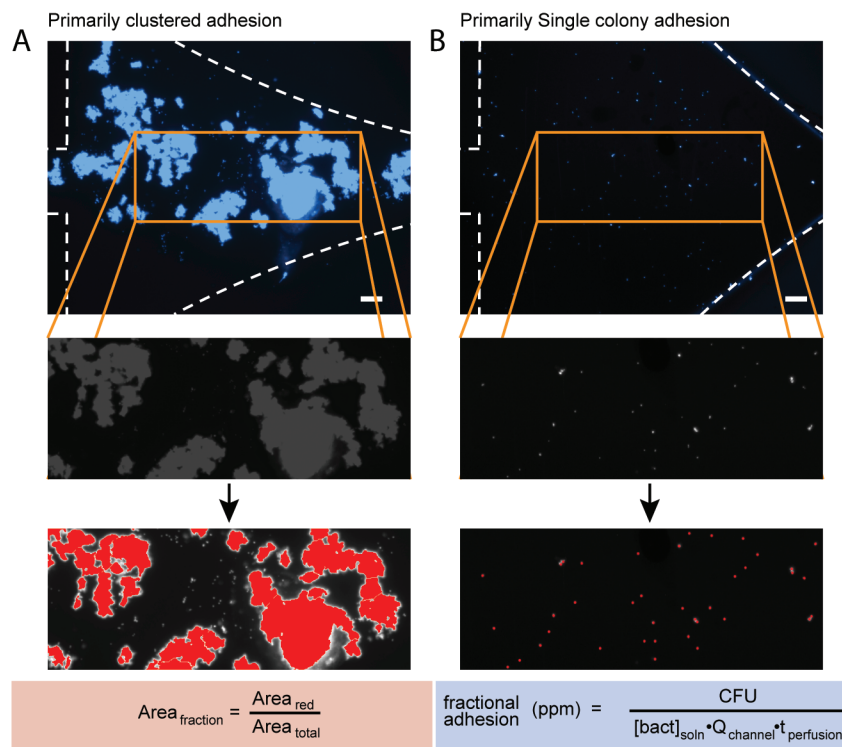 Primarily clustered adhesion
Primarily Single colony adhesion
A
B
Area fraction = Area red / Area total
fractional adhesion (ppm) = CFU / [bact]soln•Qchannel•tperfusion